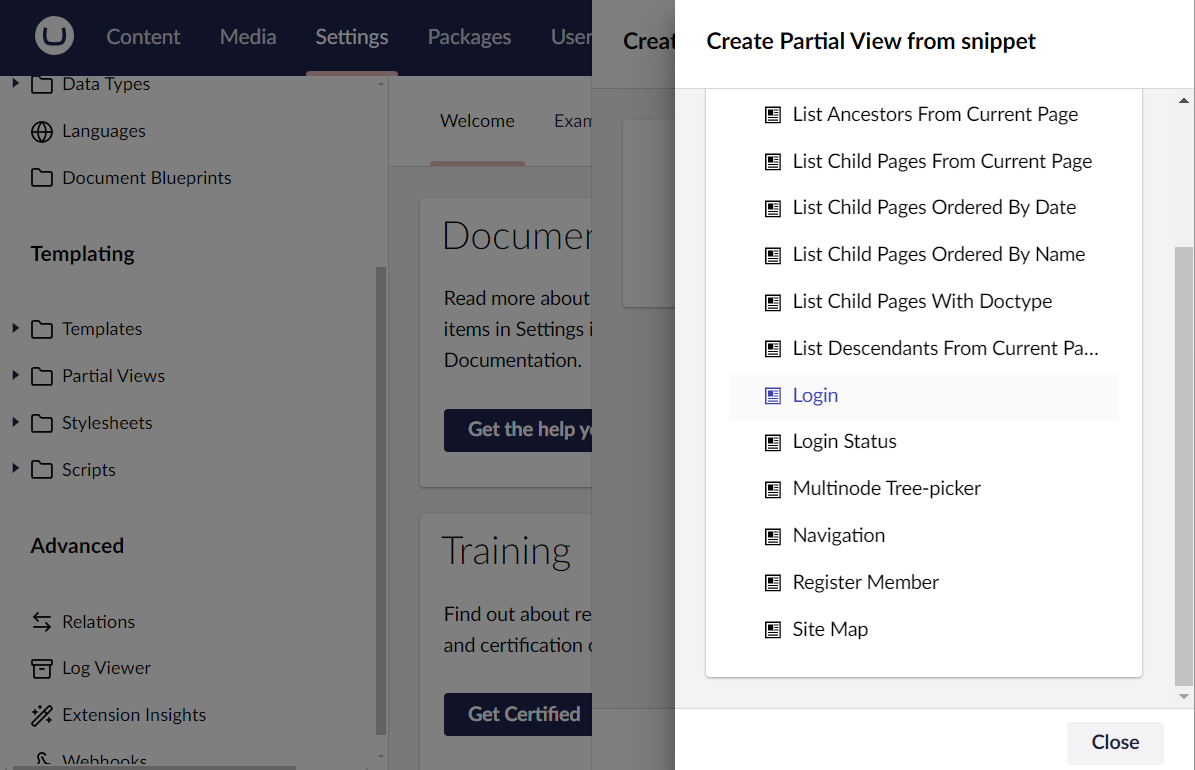 Content
Media
Settings
Packages
User
Data Types
Languages
Document Blueprints
Templating
Templates
Partial Views
Stylesheets
Scripts
Advanced
Relations
Log Viewer
Extension Insights
Webhooks
Welcome
Exam
Documen
Read more about
items in Settings i
Documentation.
Get the help y
Training
Find out about re
and certification
Get Certified
Creat
Create Partial View from snippet
List Ancestors From Current Page
List Child Pages From Current Page
List Child Pages Ordered By Date
List Child Pages Ordered By Name
List Child Pages With Doctype
List Descendants From Current Pa...
Login
Login Status
Multinode Tree-picker
Navigation
Register Member
Site Map
Close